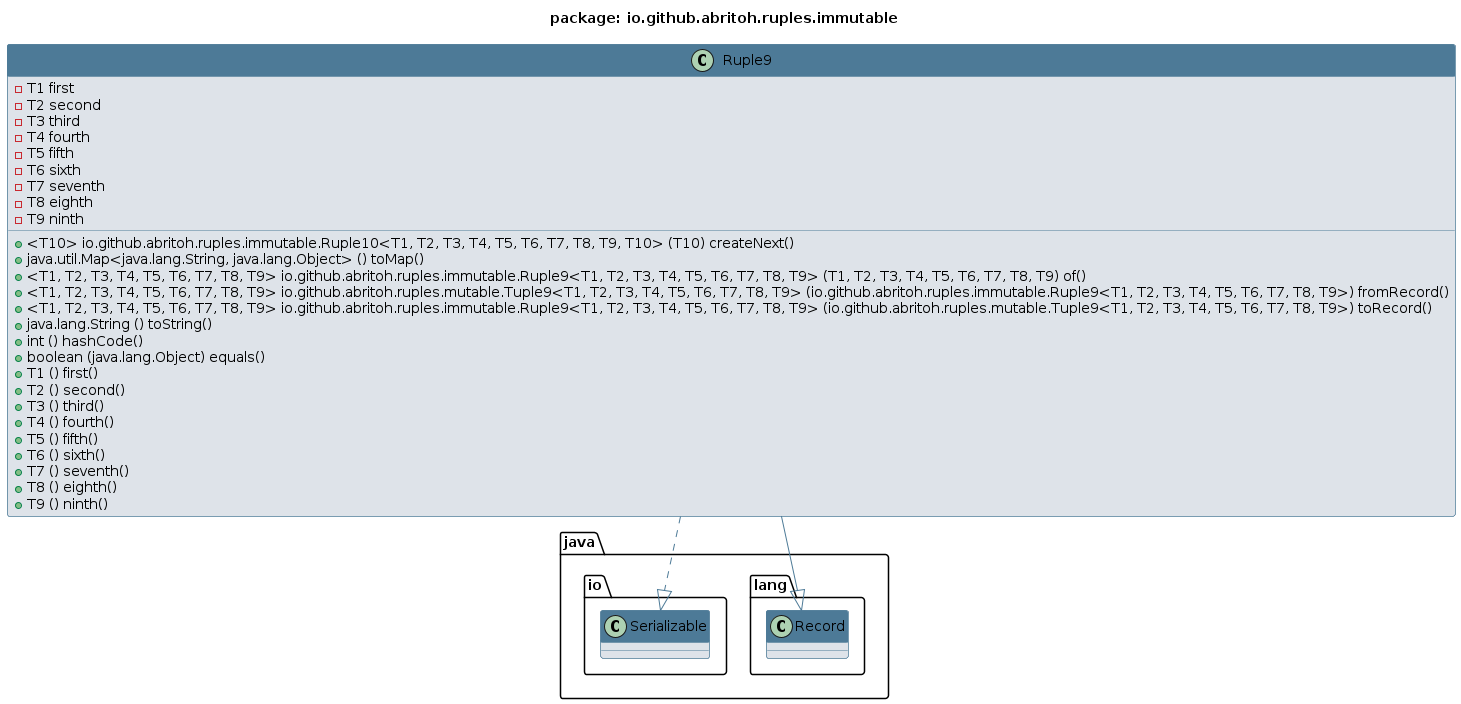 package: io.github.abritoh.ruples.immutable
C Ruple9
T1 first
T2 second
T3 third
T4 fourth
T5 fifth
T6 sixth
T7 seventh
T8 eighth
T9 ninth
<T10> io.github.abritoh.ruples.immutable.Ruple10<T1, T2, T3, T4, T5, T6, T7, T8, T9, T10> (T10) createNext()
java.util.Map<java.lang.String, java.lang.Object> () toMap()
<T1, T2, T3, T4, T5, T6, T7, T8, T9> io.github.abritoh.ruples.immutable.Ruple9<T1, T2, T3, T4, T5, T6, T7, T8, T9> (T1, T2, T3, T4, T5, T6, T7, T8, T9) of()
<T1, T2, T3, T4, T5, T6, T7, T8, T9> io.github.abritoh.ruples.mutable.Tuple9<T1, T2, T3, T4, T5, T6, T7, T8, T9> (io.github.abritoh.ruples.immutable.Ruple9<T1, T2, T3, T4, T5, T6, T7, T8, T9>) fromRecord()
<T1, T2, T3, T4, T5, T6, T7, T8, T9> io.github.abritoh.ruples.immutable.Ruple9<T1, T2, T3, T4, T5, T6, T7, T8, T9> (io.github.abritoh.ruples.mutable.Tuple9<T1, T2, T3, T4, T5, T6, T7, T8, T9>) toRecord()
java.lang.String () toString()
int () hashCode()
boolean (java.lang.Object) equals()
T1 () first()
T2 () second()
T3 () third()
T4 () fourth()
T5 () fifth()
T6 () sixth()
T7 () seventh()
T8 () eighth()
T9 () ninth()
java
io
lang
C Serializable
C Record